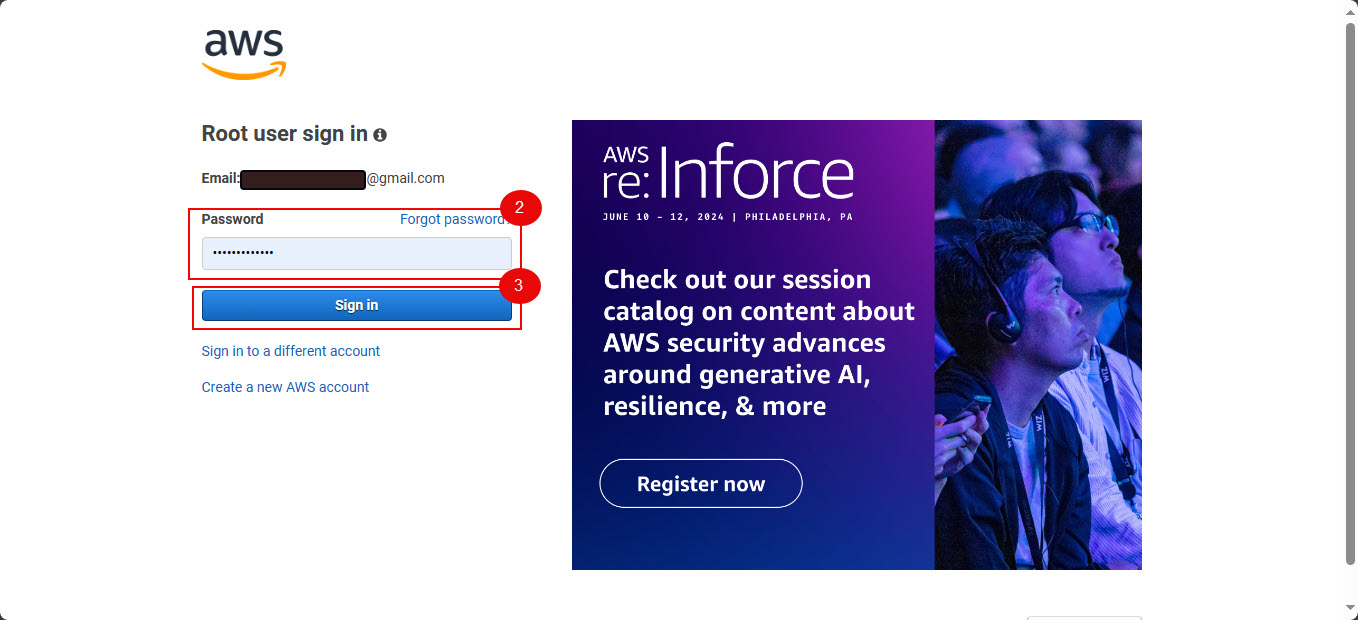 aws
Root user sign in
Email: @gmail.com
Password Forgot password?
2
•••••••••••••
3
Sign in
Sign in to a different account
Create a new AWS account
AWS
re:Inforce
JUNE 10 – 12, 2024 | PHILADELPHIA, PA
Check out our session
catalog on content about
AWS security advances
around generative AI,
resilience, & more
Register now
WIZ
WIZ